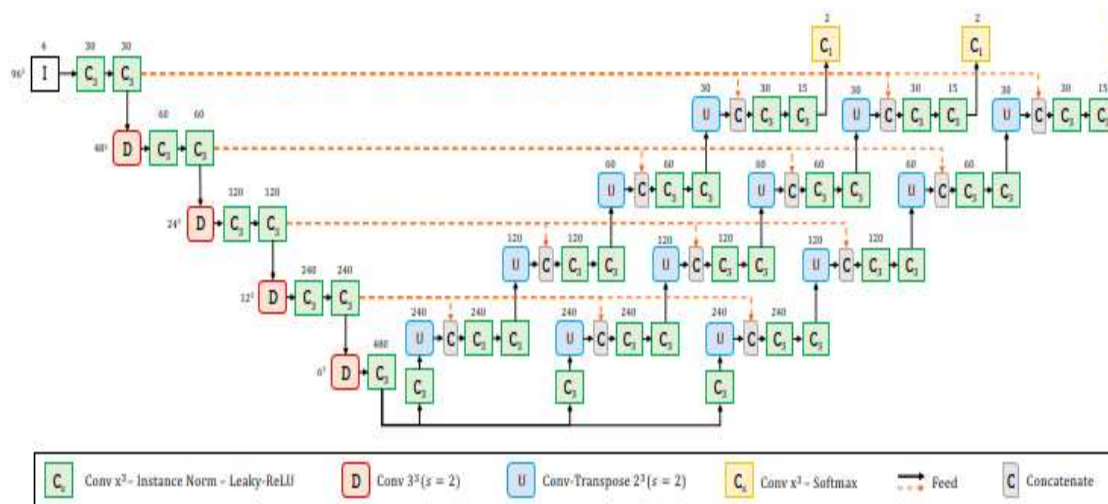 2 2
6 30 30
96³ I C₃ C₃ C₁ C₁
30 30 15 30 30 15 30 30 15
U C C₃ C₃ U C C₃ C₃ U C C₃ C₃
60 60
48³ D C₃ C₃
60 60 60 60 60 60
U C C₃ C₃ U C C₃ C₃ U C C₃ C₃
120 120
24³ D C₃ C₃
120 120 120 120 120 120
U C C₃ C₃ U C C₃ C₃ U C C₃ C₃
240 240
12³ D C₃ C₃
240 240 240 240 240 240
U C C₃ C₃ U C C₃ C₃ U C C₃ C₃
480
6³ D C₃ C₃ C₃ C₃
Cₓ Conv x³ – Instance Norm – Leaky-ReLU D Conv 3³(s = 2) U Conv-Transpose 2³(s = 2) Cₓ Conv x³ – Softmax Feed C Concatenate